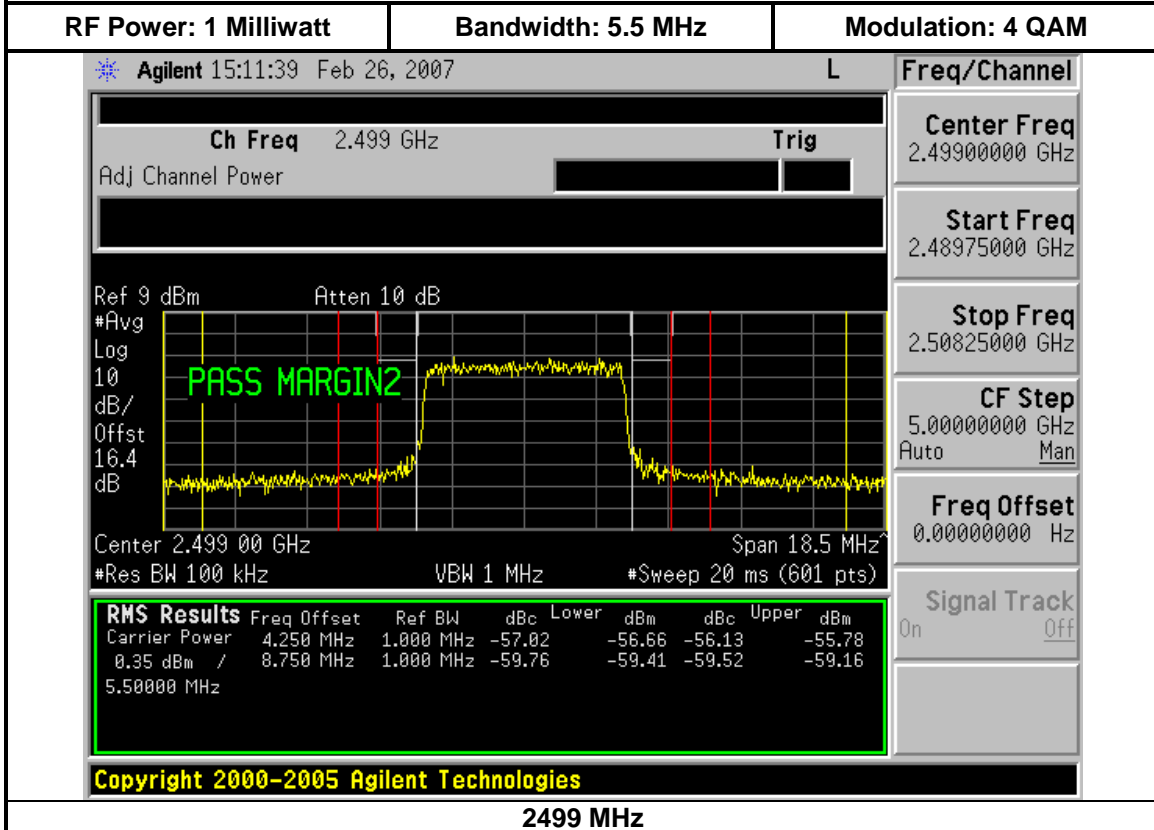 RF Power: 1 Milliwatt Bandwidth: 5.5 MHz Modulation: 4 QAM
Agilent 15:11:39 Feb 26, 2007 L Freq/Channel
Ch Freq 2.499 GHz Trig
Adj Channel Power
Center Freq
2.49900000 GHz
Start Freq
2.48975000 GHz
Stop Freq
2.50825000 GHz
CF Step
5.00000000 GHz
Auto Man
Freq Offset
0.00000000 Hz
Signal Track
On Off
Ref 9 dBm Atten 10 dB
#Avg
Log
10
dB/
Offst
16.4
dB
PASS MARGIN2
Center 2.499 00 GHz Span 18.5 MHz^
#Res BW 100 kHz VBW 1 MHz #Sweep 20 ms (601 pts)
RMS Results Freq Offset Ref BW dBc Lower dBm dBc Upper dBm
Carrier Power 4.250 MHz 1.000 MHz -57.02 -56.66 -56.13 -55.78
0.35 dBm / 8.750 MHz 1.000 MHz -59.76 -59.41 -59.52 -59.16
5.50000 MHz
Copyright 2000-2005 Agilent Technologies
2499 MHz